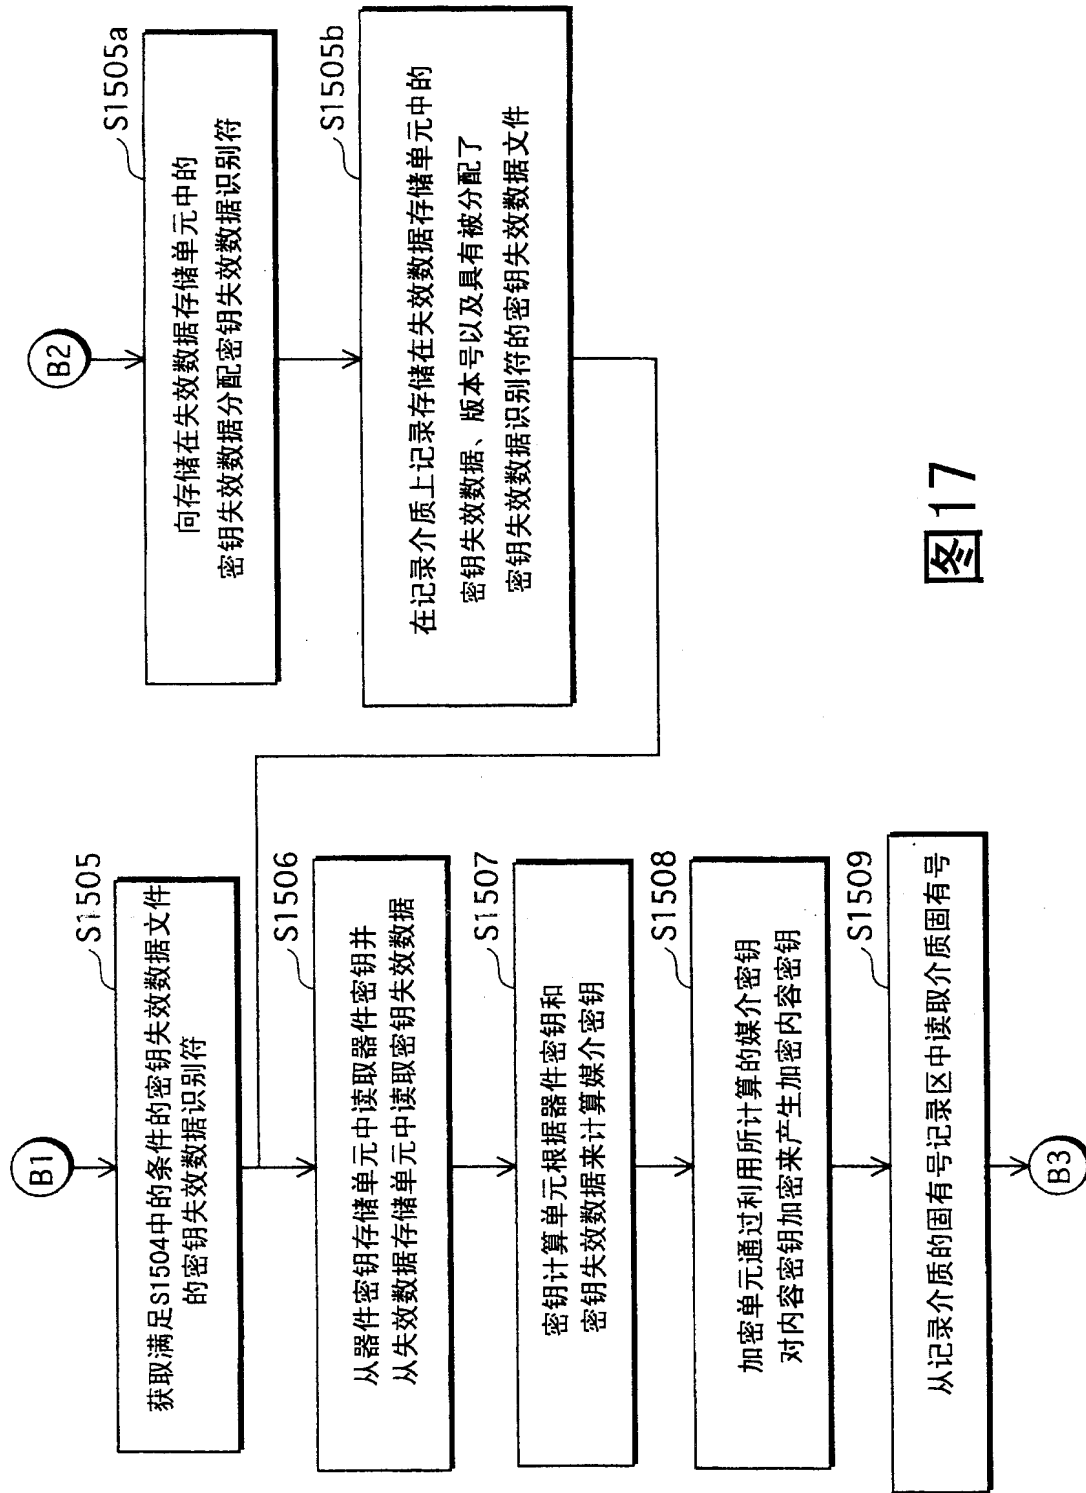 B1
S1505
获取满足S1504中的条件的密钥失效数据文件
的密钥失效数据识别符
S1506
从器件密钥存储单元中读取器件密钥并
从失效数据存储单元中读取密钥失效数据
S1507
密钥计算单元根据器件密钥和
密钥失效数据来计算媒介密钥
S1508
加密单元通过利用所计算的媒介密钥
对内容密钥加密来产生加密内容密钥
S1509
从记录介质的固有号记录区中读取介质固有号
B3
B2
S1505a
向存储在失效数据存储单元中的
密钥失效数据分配密钥失效数据识别符
S1505b
在记录介质上记录存储在失效数据存储单元中的
密钥失效数据、版本号以及具有被分配了
密钥失效数据识别符的密钥失效数据文件
图17